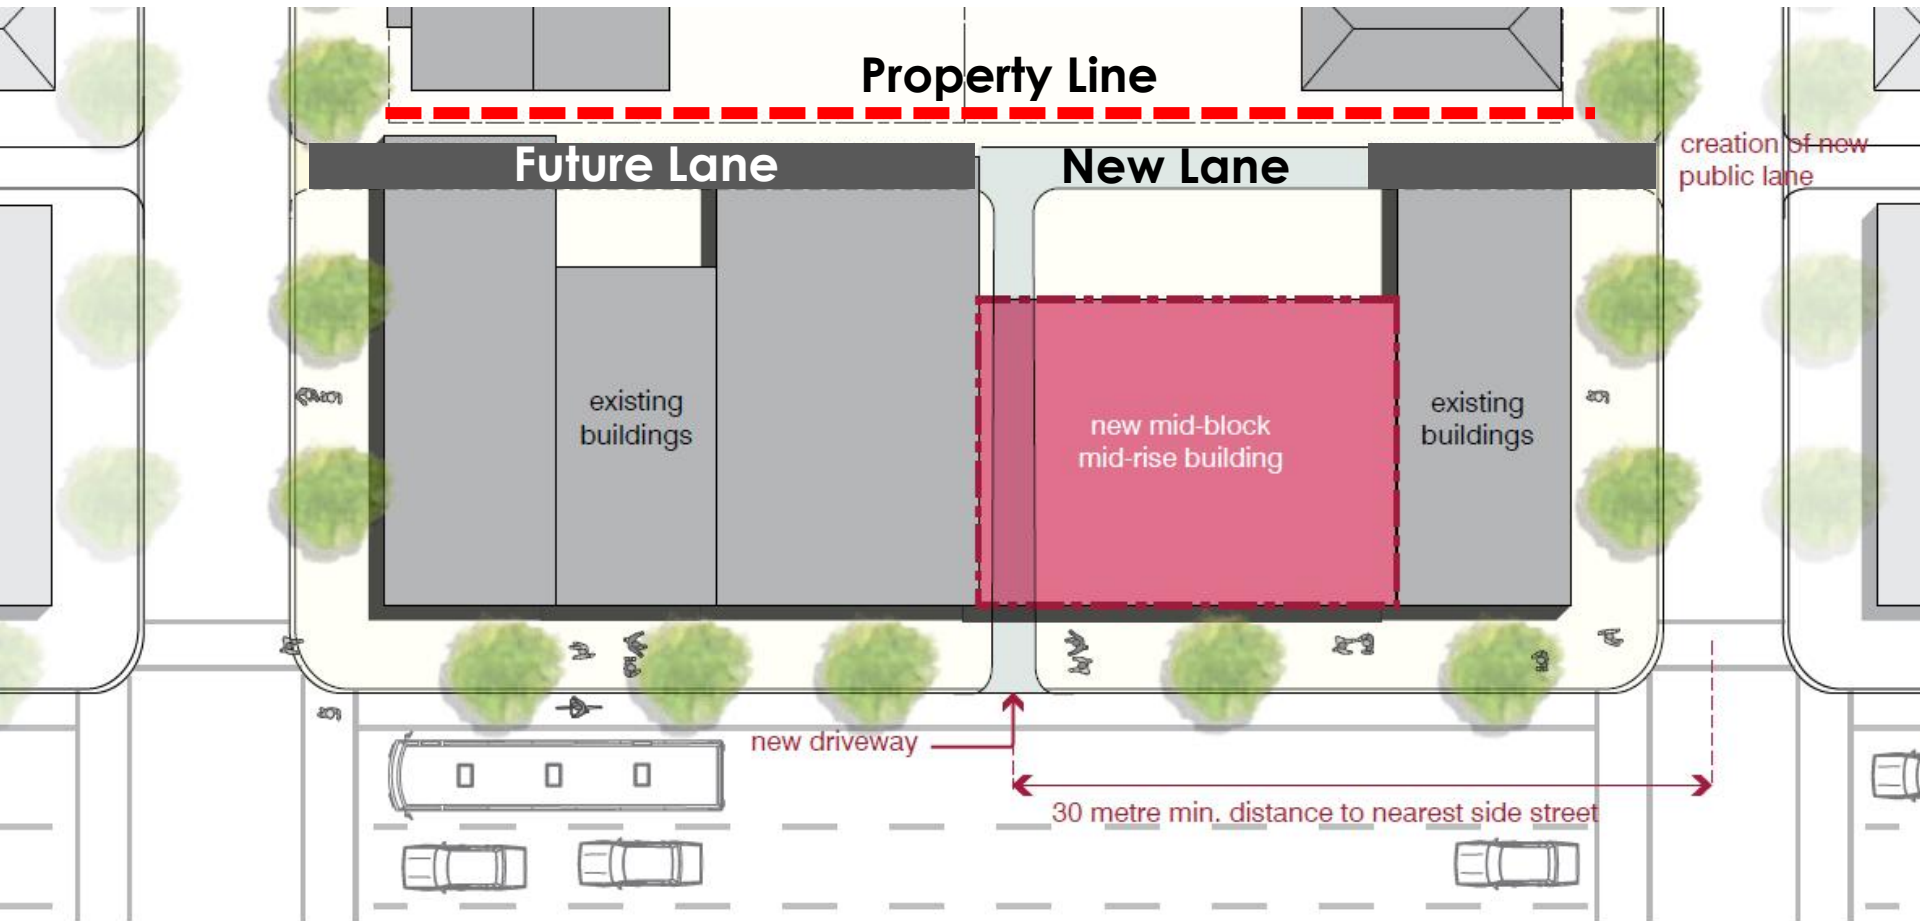 Property Line
Future Lane
New Lane
creation of new
public lane
existing
buildings
new mid-block
mid-rise building
existing
buildings
new driveway
30 metre min. distance to nearest side street